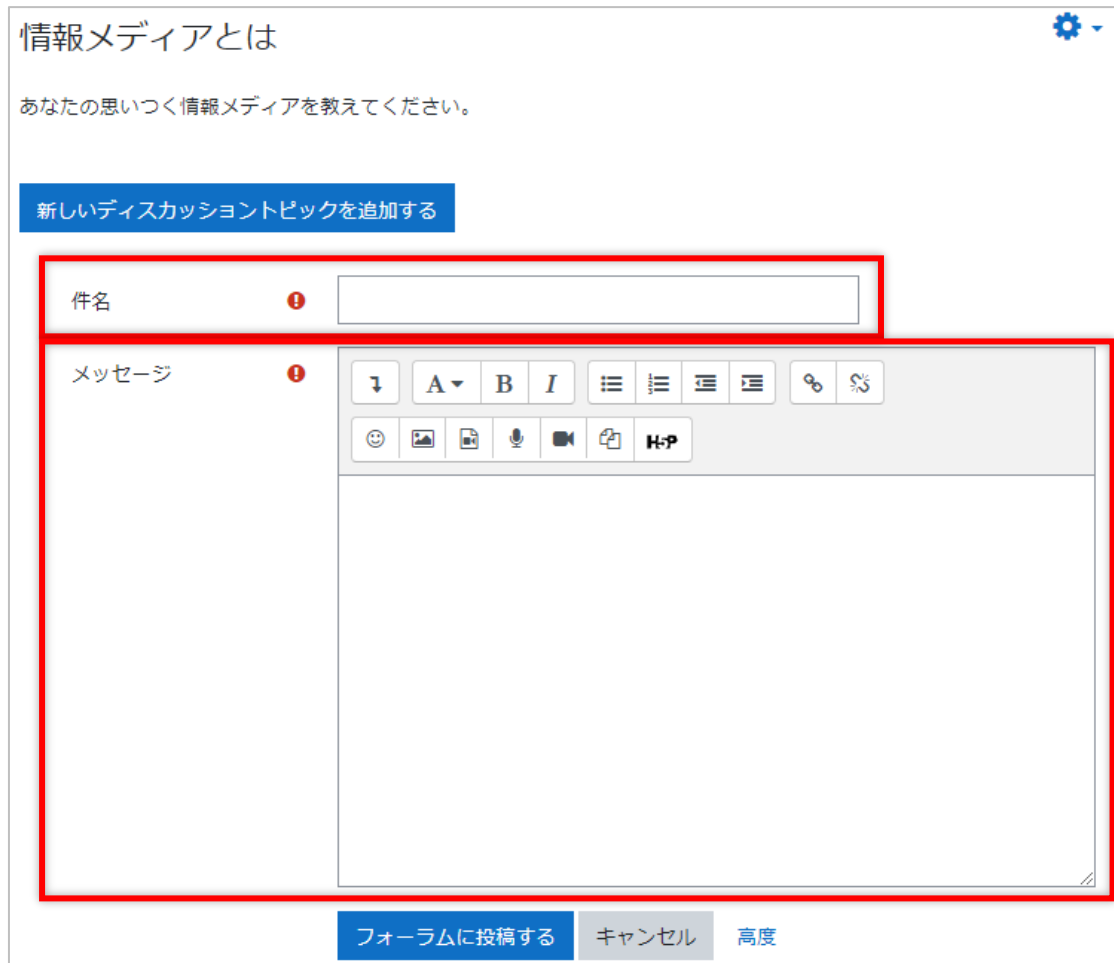 情報メディアとは
あなたの思いつく情報メディアを教えてください。
新しいディスカッショントピックを追加する
件名
メッセージ
A B I
H5P
フォーラムに投稿する キャンセル 高度